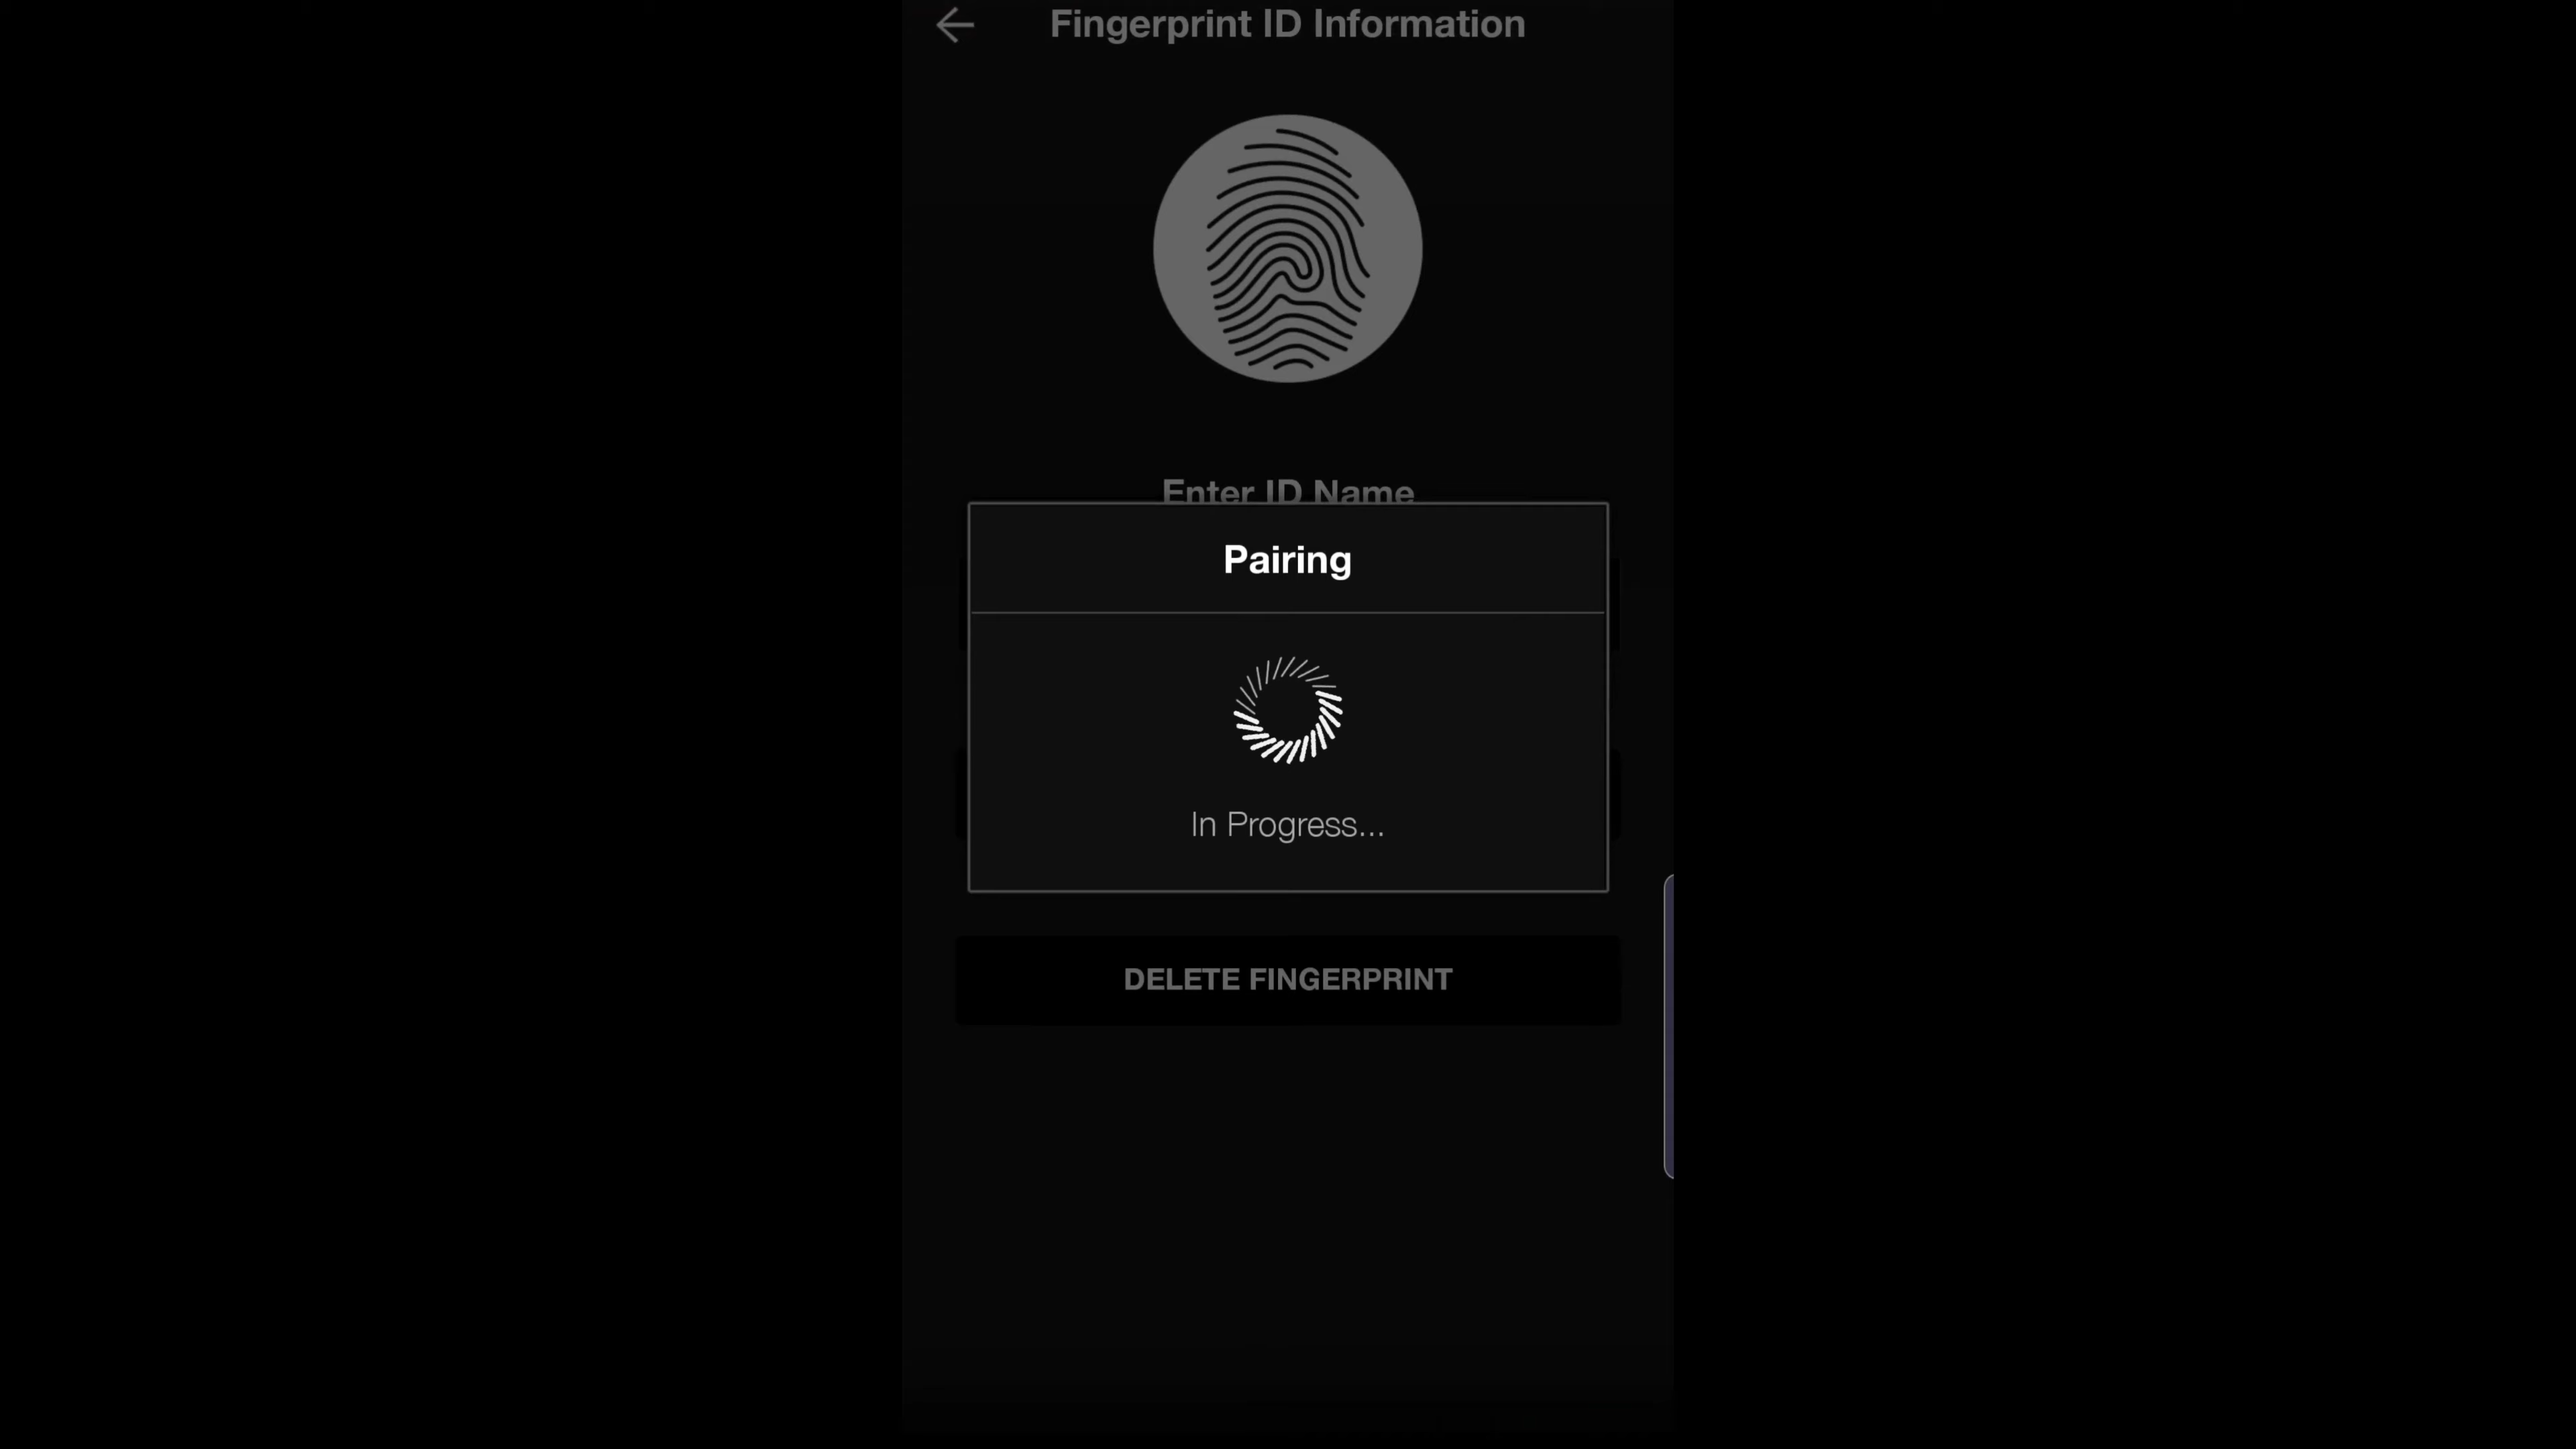 Fingerprint ID Information
Enter ID Name
Pairing
In Progress...
DELETE FINGERPRINT